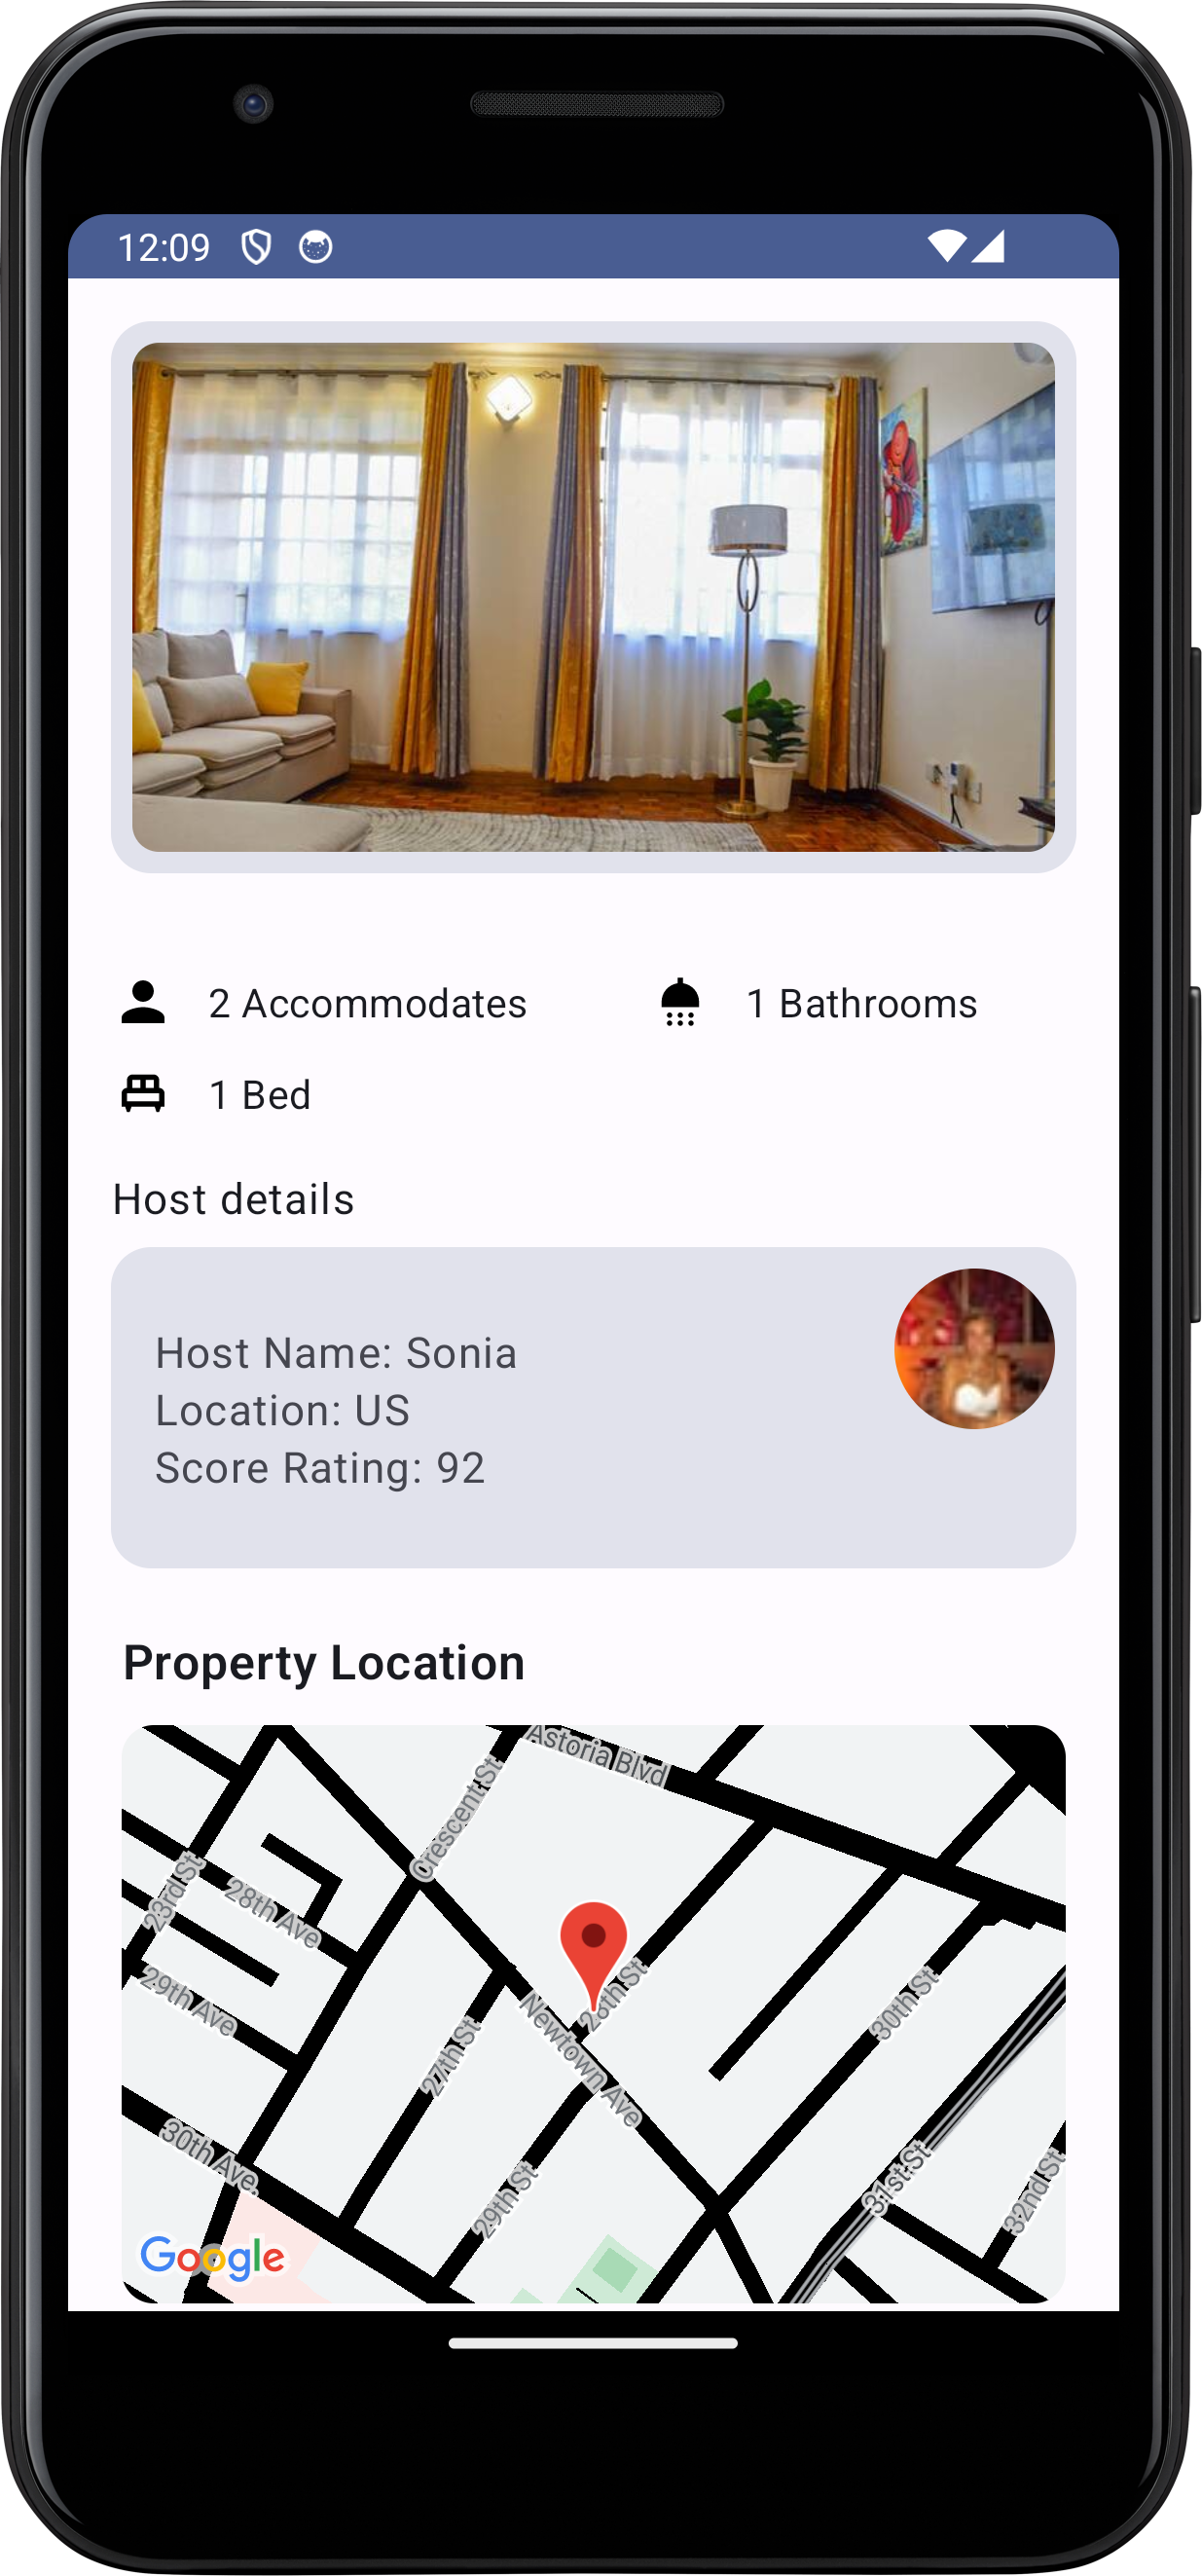 12:09
2 Accommodates
1 Bathrooms
1 Bed
Host details
Host Name: Sonia
Location: US
Score Rating: 92
Property Location
Astoria Blvd
Crescent St
23rd St
28th Ave
29th Ave
28th St
30th St
27th St
Newtown Ave
30th Ave.
29th St
31st St
32nd St
Google